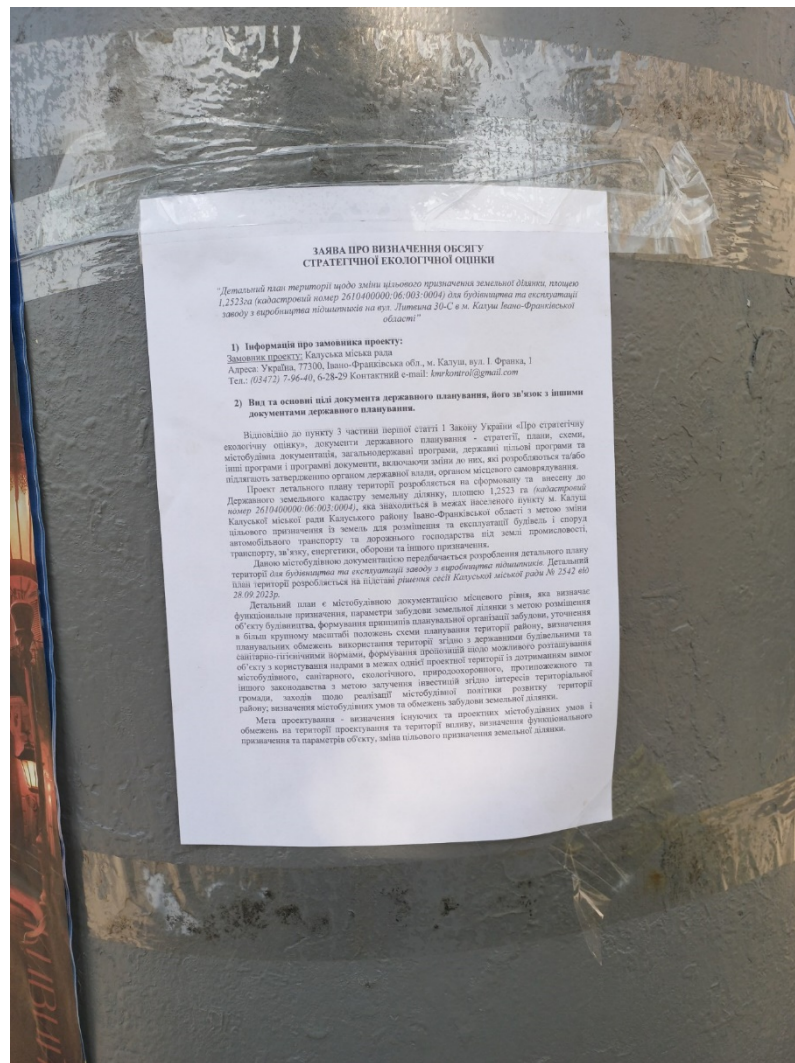 ЗАЯВА ПРО ВИЗНАЧЕННЯ ОБСЯГУ
СТРАТЕГІЧНОЇ ЕКОЛОГІЧНОЇ ОЦІНКИ
"Детальний план території щодо зміни цільового призначення земельної ділянки, площею
1,2523га (кадастровий номер 2610400000:06:003:0004) для будівництва та експлуатації
заводу з виробництва підшипників на вул. Литвина 30-С в м. Калуш Івано-Франківської
області"
1) Інформація про замовника проекту:
Замовник проекту: Калуська міська рада
Адреса: Україна, 77300, Івано-Франківська обл., м. Калуш, вул. І. Франка, 1
Тел.: (03472) 7-96-40, 6-28-29 Контактний e-mail: kmrkontrol@gmail.com
2) Вид та основні цілі документа державного планування, його зв'язок з іншими
документами державного планування.
Відповідно до пункту 3 частини першої статті 1 Закону України «Про стратегічну
екологічну оцінку», документи державного планування - стратегії, плани, схеми,
містобудівна документація, загальнодержавні програми, державні цільові програми та
інші програми і програмні документи, включаючи зміни до них, які розробляються та/або
підлягають затвердженню органом державної влади, органом місцевого самоврядування.
Проект детального плану території розробляється на сформовану та внесену до
Державного земельного кадастру земельну ділянку, площею 1,2523 га (кадастровий
номер 2610400000:06:003:0004), яка знаходиться в межах населеного пункту м. Калуш
Калуської міської ради Калуського району Івано-Франківської області з метою зміни
цільового призначення із земель для розміщення та експлуатації будівель і споруд
автомобільного транспорту та дорожнього господарства під землі промисловості,
транспорту, зв'язку, енергетики, оборони та іншого призначення.
Даною містобудівною документацією передбачається розроблення детального плану
території для будівництва та експлуатації заводу з виробництва підшипників. Детальний
план території розробляється на підставі рішення сесії Калуської міської ради № 2542 від
28.09.2023р.
Детальний план є містобудівною документацією місцевого рівня, яка визначає
функціональне призначення, параметри забудови земельної ділянки з метою розміщення
об'єкту будівництва, формування принципів планувальної організації забудови, уточнення
в більш крупному масштабі положень схеми планування території району, визначення
планувальних обмежень використання території згідно з державними будівельними та
санітарно-гігієнічними нормами, формування пропозицій щодо можливого розташування
об'єкту з користування надрами в межах однієї проектної території із дотриманням вимог
містобудівного, санітарного, екологічного, природоохоронного, протипожежного та
іншого законодавства з метою залучення інвестицій згідно інтересів територіальної
громади, заходів щодо реалізації містобудівної політики розвитку території
району; визначення містобудівних умов та обмежень забудови земельної ділянки.
Мета проектування - визначення існуючих та проектних містобудівних умов і
обмежень на території проектування та території впливу, визначення функціонального
призначення та параметрів об'єкту, зміна цільового призначення земельної ділянки.